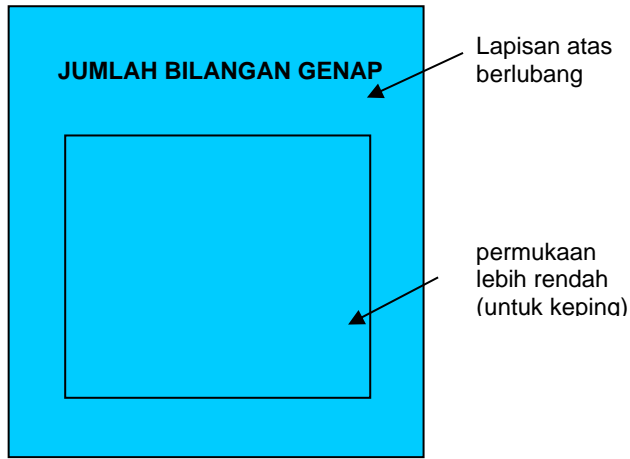 JUMLAH BILANGAN GENAP
Lapisan atas
berlubang
permukaan
lebih rendah
(untuk keping)